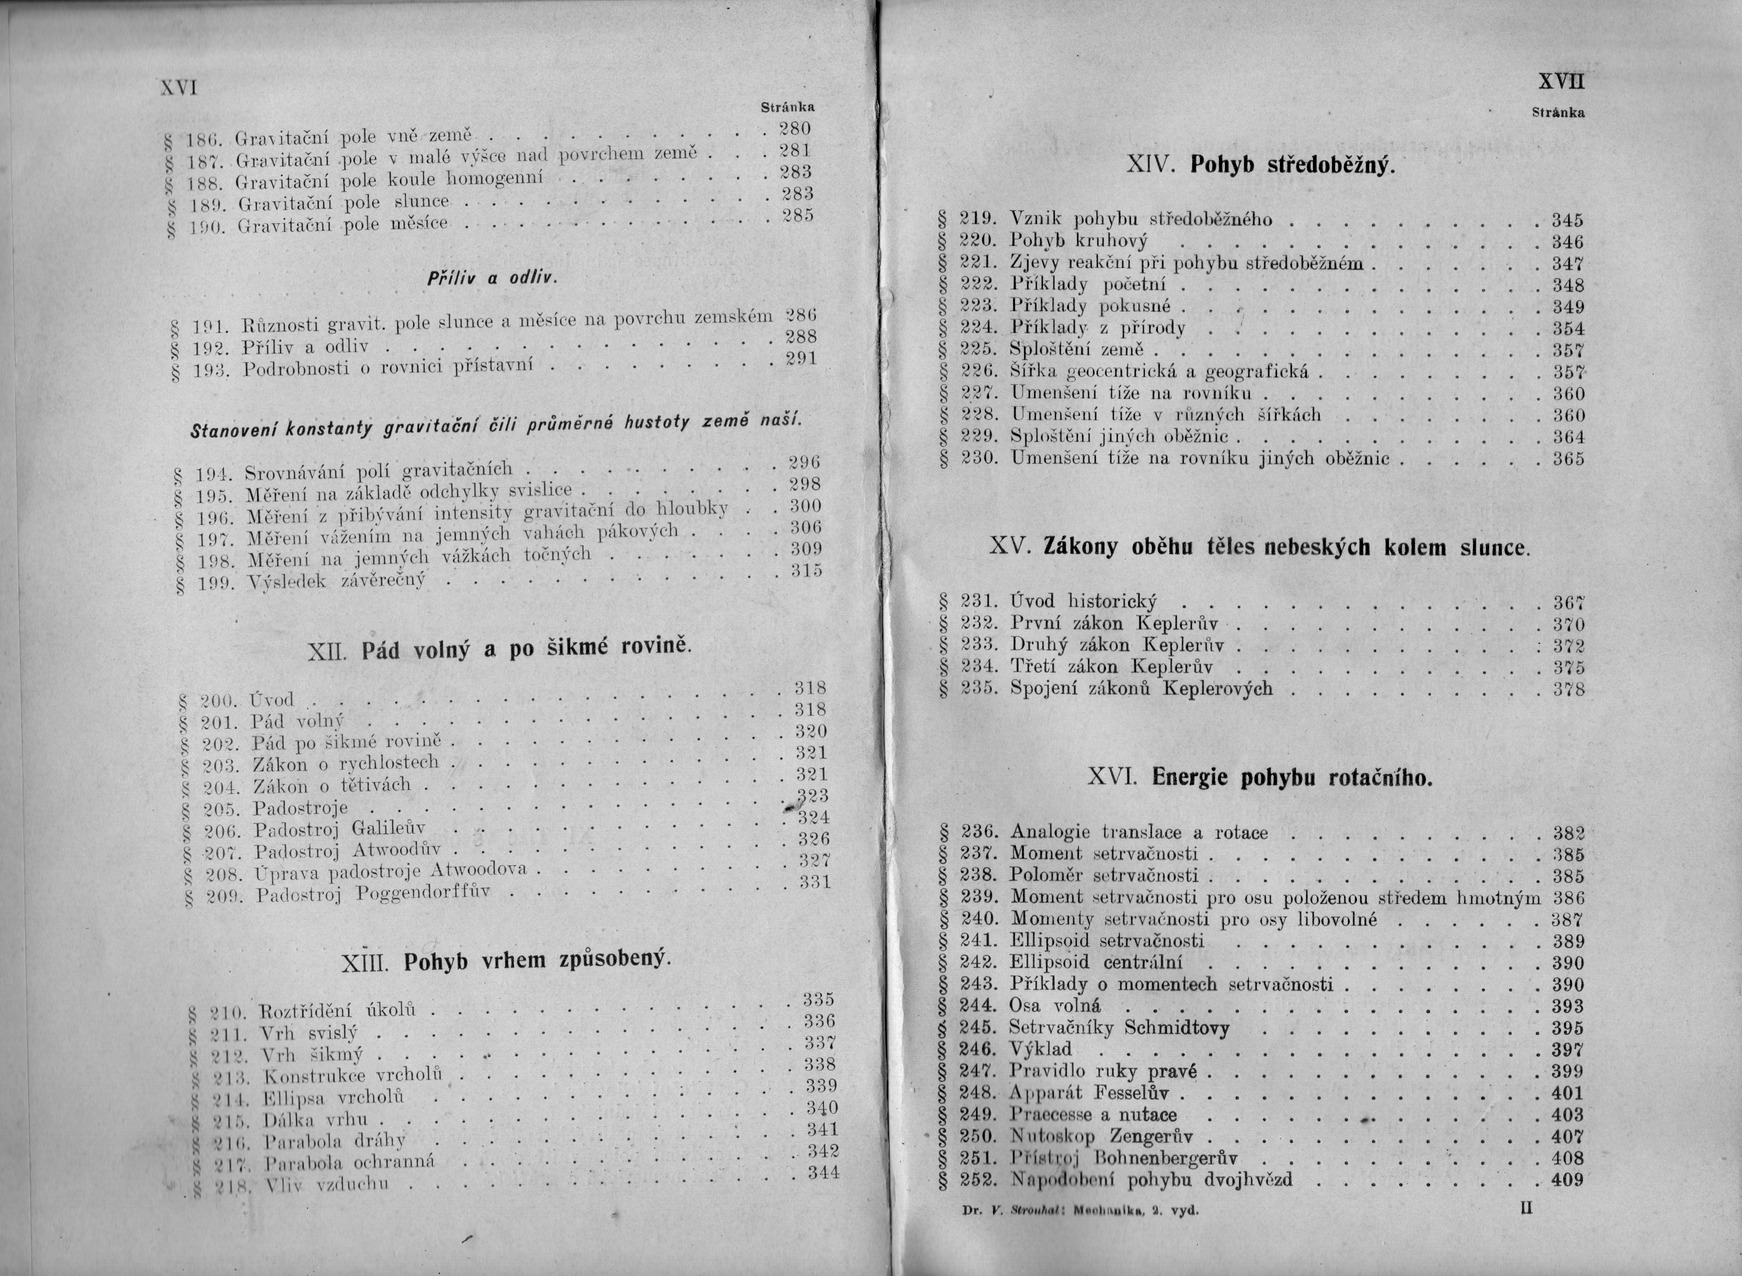 XVI
Stránka
§ 186. Gravitační pole vně země . . . . . . . . . . . 280
§ 187. Gravitační pole v malé výšce nad povrchem země . . . 281
§ 188. Gravitační pole koule homogenní . . . . . . . . 283
§ 189. Gravitační pole slunce . . . . . . . . . . . . 283
§ 190. Gravitační pole měsíce . . . . . . . . . . . . 285
Příliv a odliv.
§ 191. Různosti gravit. pole slunce a měsíce na povrchu zemském 286
§ 192. Příliv a odliv . . . . . . . . . . . . . . . 288
§ 193. Podrobnosti o rovnici přístavní . . . . . . . . . 291
Stanovení konstanty gravitační čili průměrné hustoty země naší.
§ 194. Srovnávání polí gravitačních . . . . . . . . . . 296
§ 195. Měření na základě odchylky svislice . . . . . . . . 298
§ 196. Měření z přibývání intensity gravitační do hloubky . . 300
§ 197. Měření vážením na jemných vahách pákových . . . . 306
§ 198. Měření na jemných vážkách točných . . . . . . . 309
§ 199. Výsledek závěrečný . . . . . . . . . . . . . 315
XII. Pád volný a po šikmé rovině.
§ 200. Úvod . . . . . . . . . . . . . . . . . . 318
§ 201. Pád volný . . . . . . . . . . . . . . . . 318
§ 202. Pád po šikmé rovině . . . . . . . . . . . . . 320
§ 203. Zákon o rychlostech . . . . . . . . . . . . . 321
§ 204. Zákon o tětivách . . . . . . . . . . . . . . 321
§ 205. Padostroje . . . . . . . . . . . . . . . . 323
§ 206. Padostroj Galileův . . . . . . . . . . . . . 324
§ 207. Padostroj Atwoodův . . . . . . . . . . . . . 326
§ 208. Úprava padostroje Atwoodova . . . . . . . . . . 327
§ 209. Padostroj Poggendorffův . . . . . . . . . . . 331
XIII. Pohyb vrhem způsobený.
§ 210. Roztřídění úkolů . . . . . . . . . . . . . . 335
§ 211. Vrh svislý . . . . . . . . . . . . . . . . 336
§ 212. Vrh šikmý . . . . . . . . . . . . . . . . 337
§ 213. Konstrukce vrcholů . . . . . . . . . . . . . 338
§ 214. Ellipsa vrcholů . . . . . . . . . . . . . . 339
§ 215. Dálka vrhu . . . . . . . . . . . . . . . . 340
§ 216. Parabola dráhy . . . . . . . . . . . . . . 341
§ 217. Parabola ochranná . . . . . . . . . . . . . 342
§ 218. Vliv vzduchu . . . . . . . . . . . . . . . 344
XVII
Stránka
XIV. Pohyb středoběžný.
§ 219. Vznik pohybu středoběžného . . . . . . . . . . 345
§ 220. Pohyb kruhový . . . . . . . . . . . . . . 346
§ 221. Zjevy reakční při pohybu středoběžném . . . . . . . 347
§ 222. Příklady početní . . . . . . . . . . . . . . 348
§ 223. Příklady pokusné . . . . . . . . . . . . . . 349
§ 224. Příklady z přírody . . . . . . . . . . . . . 354
§ 225. Sploštění země . . . . . . . . . . . . . . . 357
§ 226. Šířka geocentrická a geografická . . . . . . . . . 357
§ 227. Umenšení tíže na rovníku . . . . . . . . . . . 360
§ 228. Umenšení tíže v různých šířkách . . . . . . . . 360
§ 229. Sploštění jiných oběžnic . . . . . . . . . . . . 364
§ 230. Umenšení tíže na rovníku jiných oběžnic . . . . . . 365
XV. Zákony oběhu těles nebeských kolem slunce.
§ 231. Úvod historický . . . . . . . . . . . . . . 367
§ 232. První zákon Keplerův . . . . . . . . . . . . 370
§ 233. Druhý zákon Keplerův . . . . . . . . . . . . 372
§ 234. Třetí zákon Keplerův . . . . . . . . . . . . . 375
§ 235. Spojení zákonů Keplerových . . . . . . . . . . 378
XVI. Energie pohybu rotačního.
§ 236. Analogie translace a rotace . . . . . . . . . . 382
§ 237. Moment setrvačnosti . . . . . . . . . . . . . 385
§ 238. Poloměr setrvačnosti . . . . . . . . . . . . . 385
§ 239. Moment setrvačnosti pro osu položenou středem hmotným 386
§ 240. Momenty setrvačnosti pro osy libovolné . . . . . . 387
§ 241. Ellipsoid setrvačnosti . . . . . . . . . . . . 389
§ 242. Ellipsoid centrální . . . . . . . . . . . . . 390
§ 243. Příklady o momentech setrvačnosti . . . . . . . . 390
§ 244. Osa volná . . . . . . . . . . . . . . . . 393
§ 245. Setrvačníky Schmidtovy . . . . . . . . . . . 395
§ 246. Výklad . . . . . . . . . . . . . . . . . 397
§ 247. Pravidlo ruky pravé . . . . . . . . . . . . . 399
§ 248. Apparát Fesselův . . . . . . . . . . . . . . 401
§ 249. Praecesse a nutace . . . . . . . . . . . . . 403
§ 250. Nutoskop Zengerův . . . . . . . . . . . . . 407
§ 251. Přístroj Bohnenbergerův . . . . . . . . . . . 408
§ 252. Napodobení pohybu dvojhvězd . . . . . . . . . 409
Dr. V. Strouhal: Mechanika, 2. vyd. II